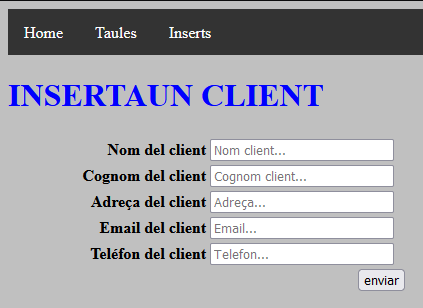 Home Taules Inserts
INSERTAUN CLIENT
Nom del client Nom client...
Cognom del client Cognom client...
Adreça del client Adreça...
Email del client Email...
Teléfon del client Telefon...
enviar